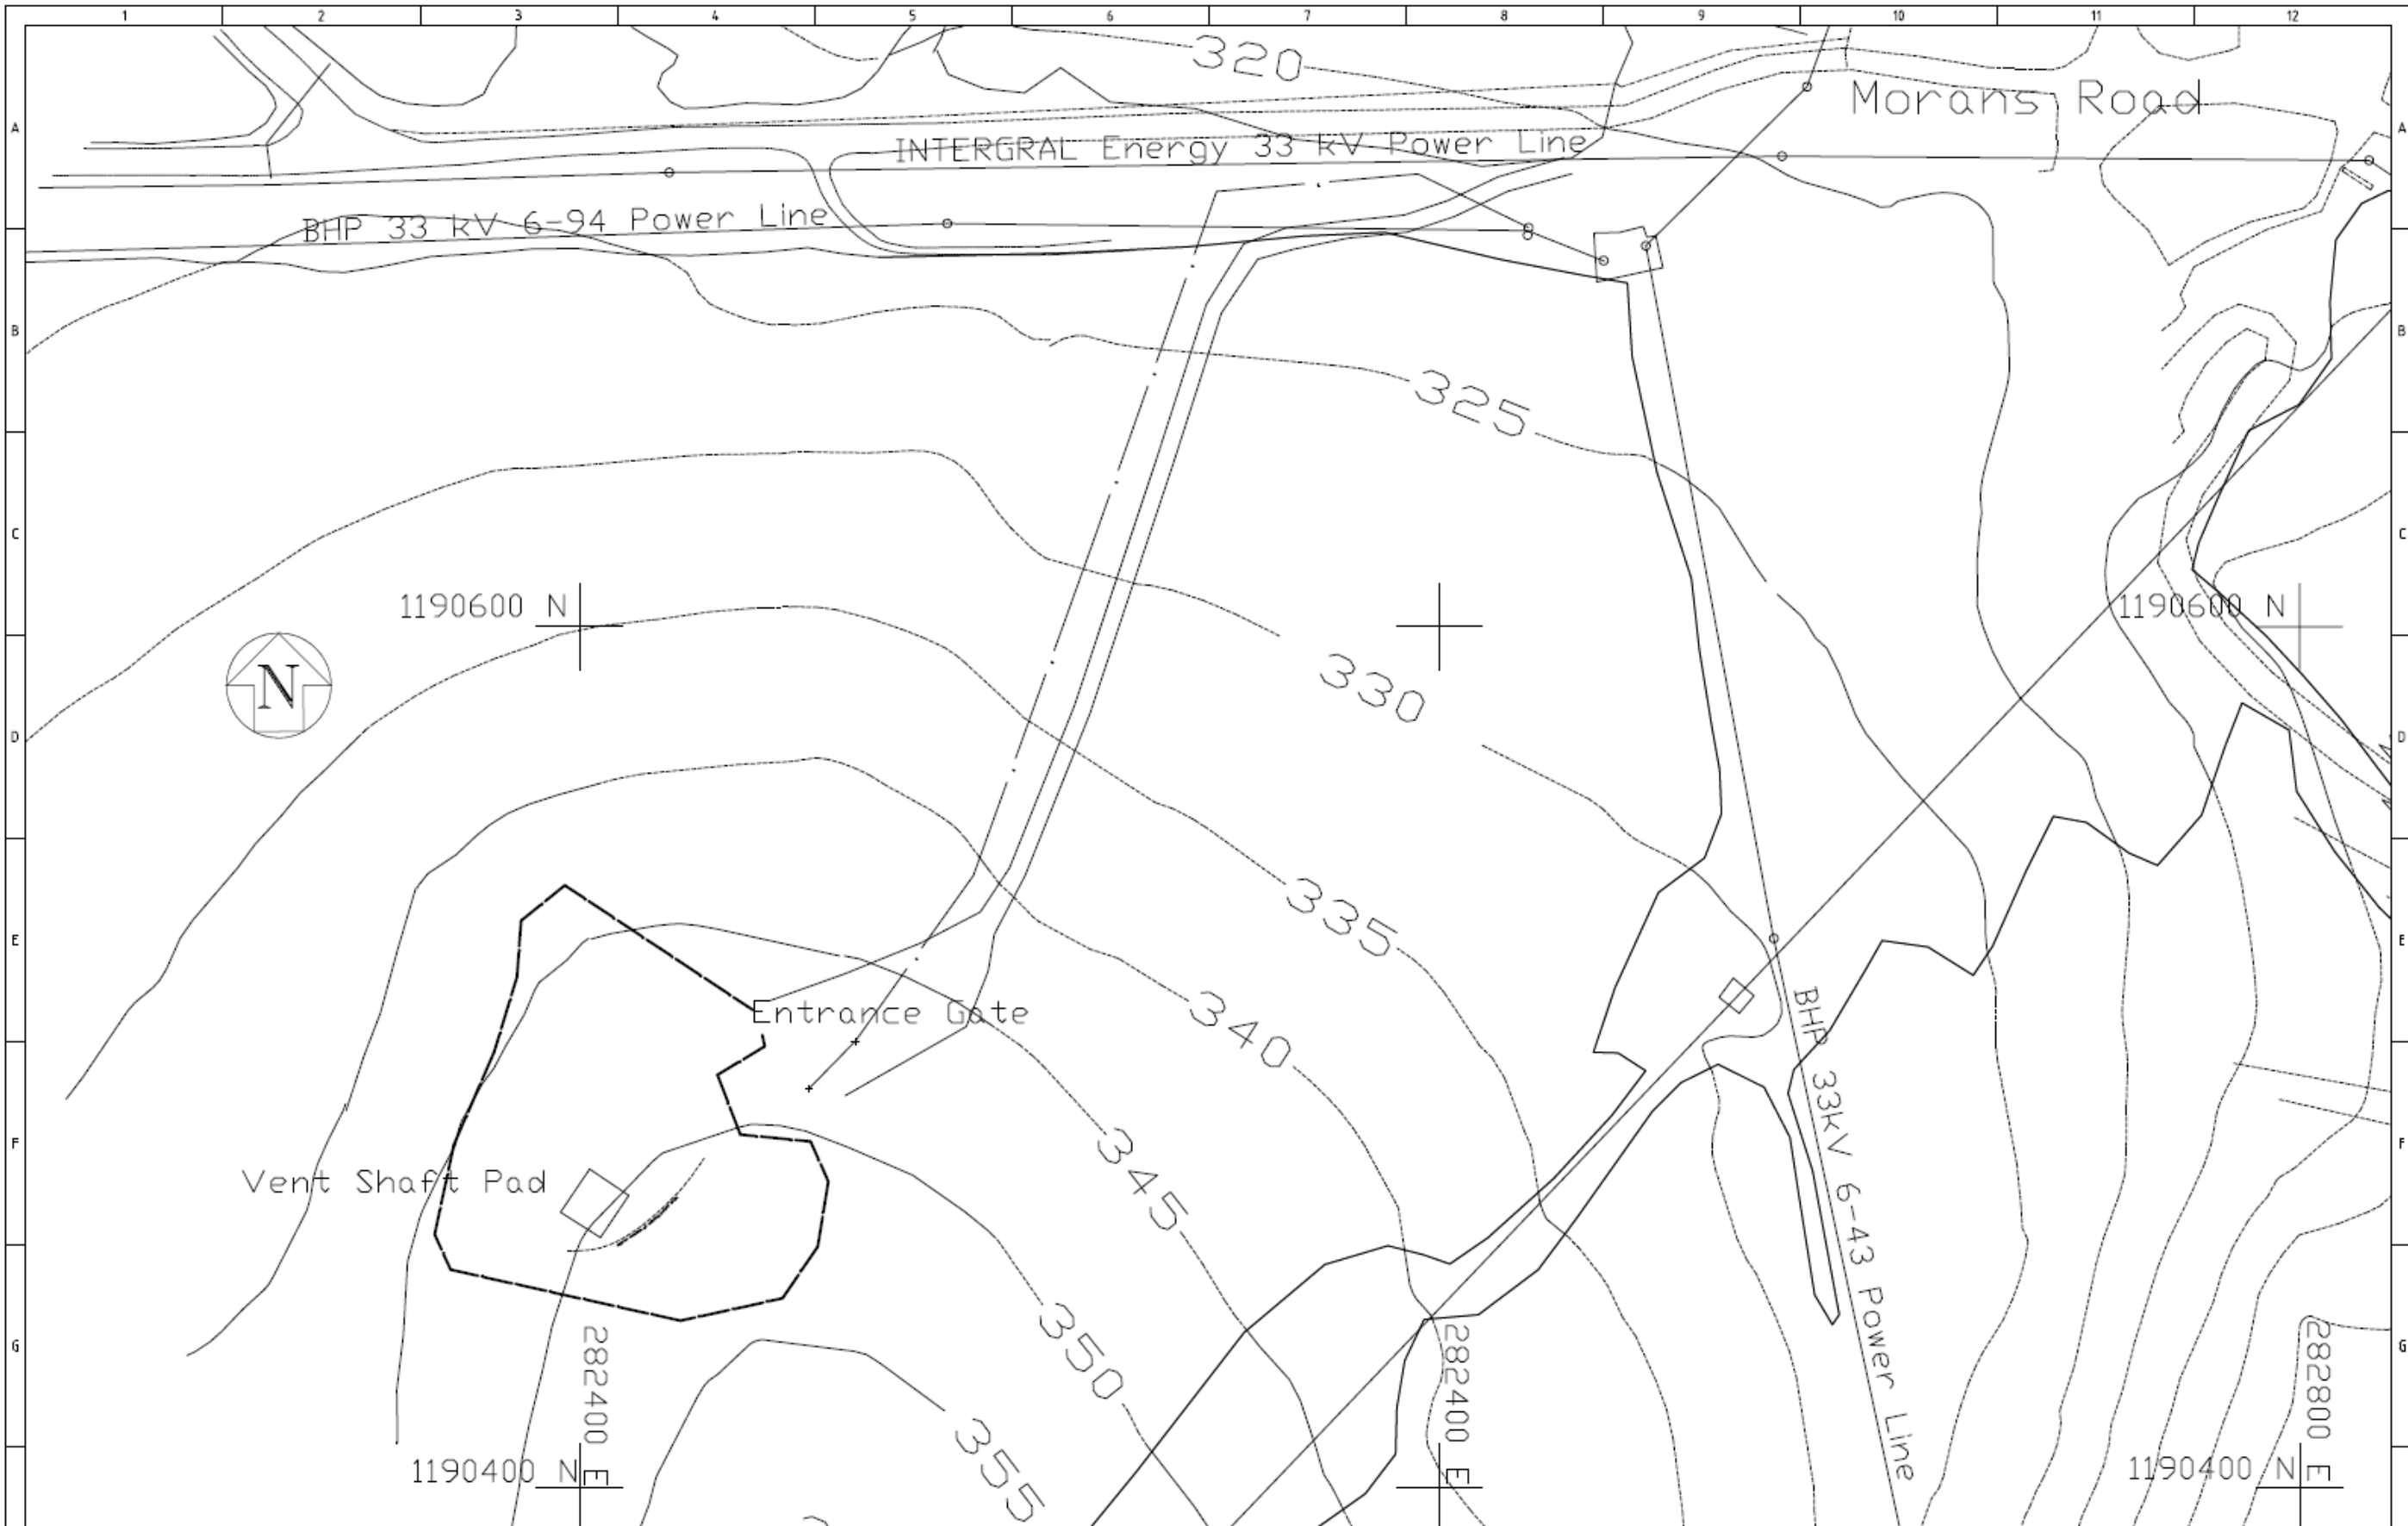 1 2 3 4 5 6 7 8 9 10 11 12
320
A Morans Road A
INTERGRAL Energy 33 kV Power Line
BHP 33 kV 6-94 Power Line
B B
325
C C
1190600 N 1190600 N
N
330
D D
335
E E
Entrance Gate
340
BHP 33kV 6-43 Power Line
F F
345
Vent Shaft Pad
G G
350
282400 E 282400 E 282800 E
355
1190400 N 1190400 N